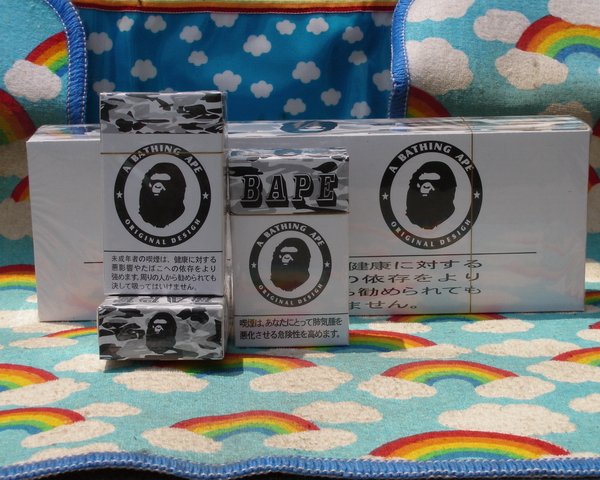 A BATHING APE
ORIGINAL DESIGN
未成年者の喫煙は、健康に対する
悪影響やたばこへの依存をより
強めます。周りの人から勧められても
決して吸ってはいけません。
BAPE
A BATHING APE
ORIGINAL DESIGN
喫煙は、あなたにとって肺気腫を
悪化させる危険性を高めます。
A BATHING APE
ORIGINAL DESIGN
健康に対する
の依存をより
ら勧められても
ません。